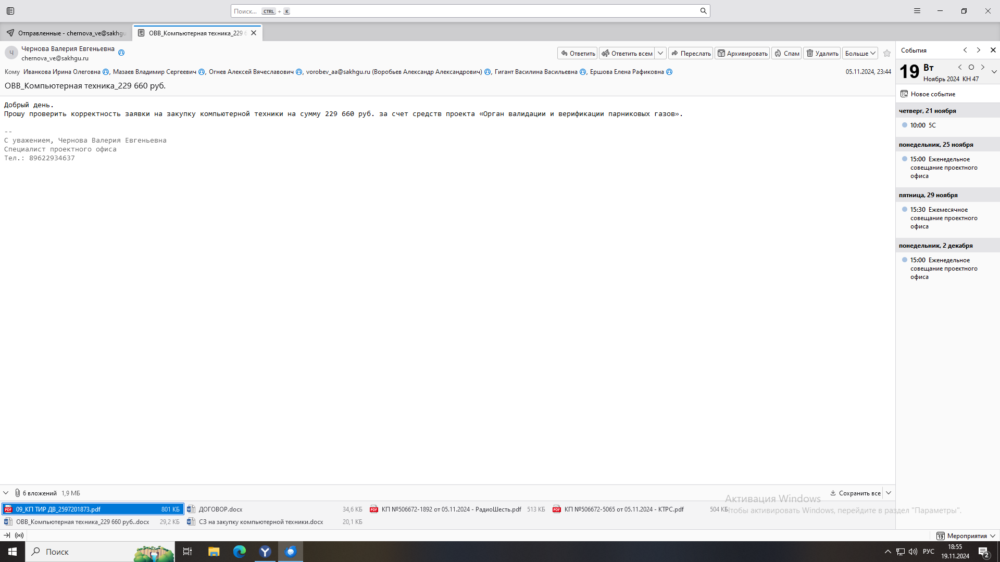 Поиск... CTRL + K
Отправленные - chernova_ve@sakhgu
ОВВ_Компьютерная техника_229 6
Ч
Чернова Валерия Евгеньевна
chernova_ve@sakhgu.ru
Ответить
Ответить всем
Переслать
Архивировать
Спам
Удалить
Больше
Кому Иванкова Ирина Олеговна, Мазаев Владимир Сергеевич, Огнев Алексей Вячеславович, vorobev_aa@sakhgu.ru (Воробьев Александр Александрович), Гигант Василина Васильевна, Ершова Елена Рафиковна
05.11.2024, 23:44
ОВВ_Компьютерная техника_229 660 руб.
Добрый день.
Прошу проверить корректность заявки на закупку компьютерной техники на сумму 229 660 руб. за счет средств проекта «Орган валидации и верификации парниковых газов».
--
С уважением, Чернова Валерия Евгеньевна
Специалист проектного офиса
Тел.: 89622934637
События
19 Вт
Ноябрь 2024 КН 47
Новое событие
четверг, 21 ноября
10:00 5С
понедельник, 25 ноября
15:00 Еженедельное
совещание проектного
офиса
пятница, 29 ноября
15:30 Ежемесячное
совещание проектного
офиса
понедельник, 2 декабря
15:00 Еженедельное
совещание проектного
офиса
6 вложений 1,9 МБ
Сохранить все
09_КП ТИР ДВ_2597201873.pdf 801 КБ
ДОГОВОР.docx 34,6 КБ
КП №506672-1892 от 05.11.2024 - РадиоШесть.pdf 513 КБ
КП №506672-5065 от 05.11.2024 - КТРС.pdf 504 КБ
ОВВ_Компьютерная техника_229 660 руб..docx 29,2 КБ
СЗ на закупку компьютерной техники.docx 20,1 КБ
Активация Windows
Чтобы активировать Windows, перейдите в раздел "Параметры".
19 Мероприятия
Поиск
РУС
18:55
19.11.2024
2